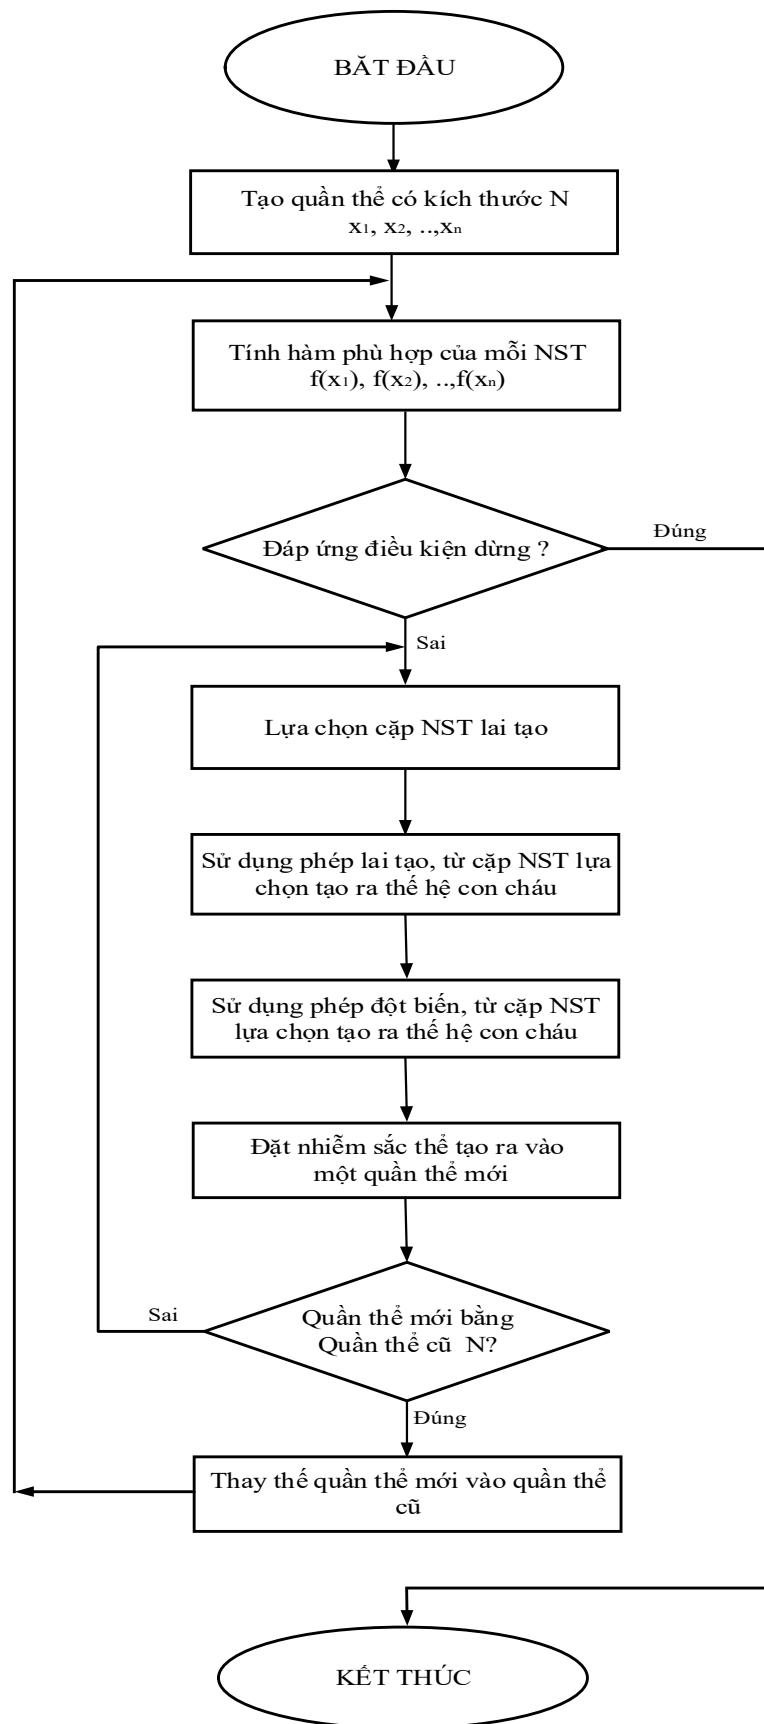 BẮT ĐẦU
Tạo quần thể có kích thước N
x₁, x₂, ..,xₙ
Tính hàm phù hợp của mỗi NST
f(x₁), f(x₂), ..,f(xₙ)
Đáp ứng điều kiện dừng ?
Đúng
Sai
Lựa chọn cặp NST lai tạo
Sử dụng phép lai tạo, từ cặp NST lựa
chọn tạo ra thế hệ con cháu
Sử dụng phép đột biến, từ cặp NST
lựa chọn tạo ra thế hệ con cháu
Đặt nhiễm sắc thể tạo ra vào
một quần thể mới
Sai
Quần thể mới bằng
Quần thể cũ N?
Đúng
Thay thế quần thể mới vào quần thể
cũ
KẾT THÚC